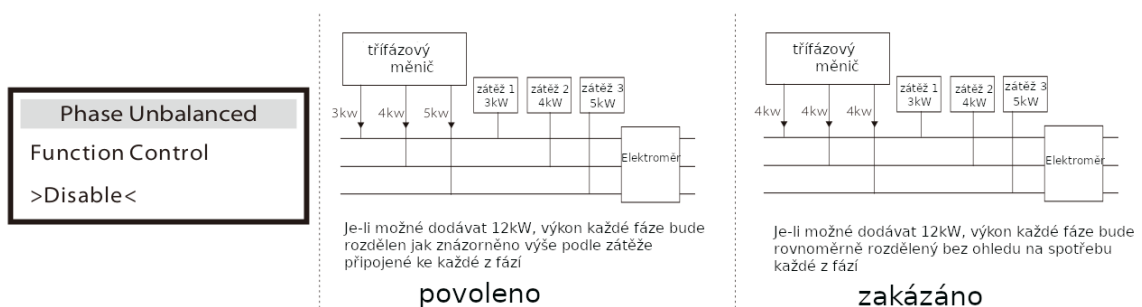 Phase Unbalanced
Function Control
>Disable<
třífázový
měnič
zátěž 1
3kW
zátěž 2
4kW
zátěž 3
5kW
3kw
4kw
5kw
Elektroměr
Je-li možné dodávat 12kW, výkon každé fáze bude
rozdělen jak znázorněno výše podle zátěže
připojené ke každé z fází
povoleno
třífázový
měnič
zátěž 1
3kW
zátěž 2
4kW
zátěž 3
5kW
4kw
4kw
4kw
Elektroměr
Je-li možné dodávat 12kW, výkon každé fáze bude
rovnoměrně rozdělený bez ohledu na spotřebu
každé z fází
zakázáno